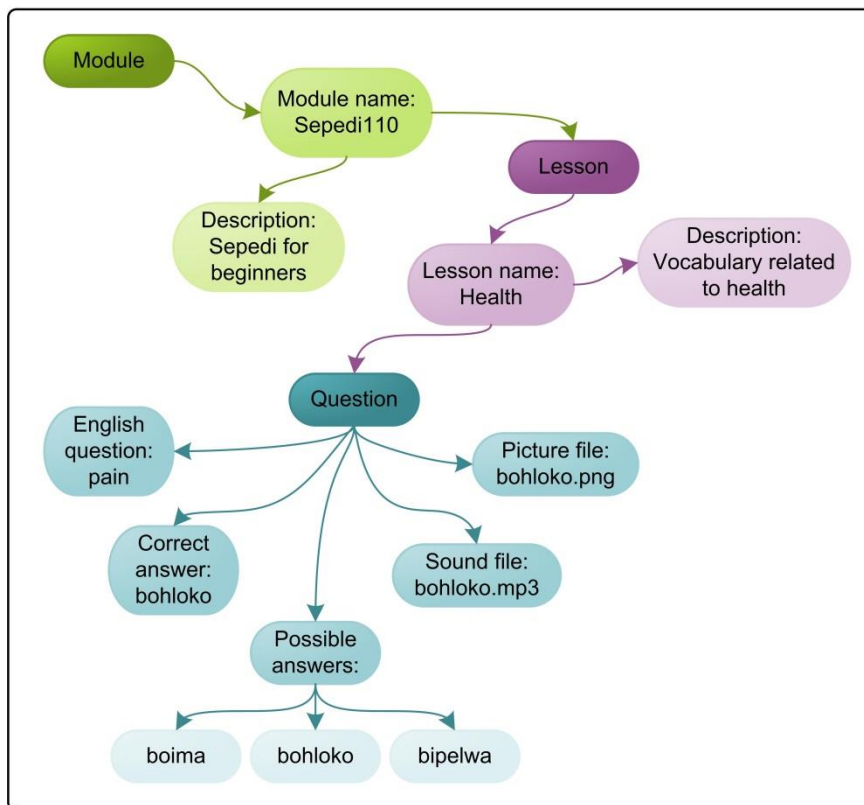 Module
Module name:
Sepedi110
Lesson
Description:
Sepedi for
beginners
Lesson name:
Health
Description:
Vocabulary related
to health
Question
English
question:
pain
Picture file:
bohloko.png
Correct
answer:
bohloko
Sound file:
bohloko.mp3
Possible
answers:
boima
bohloko
bipelwa